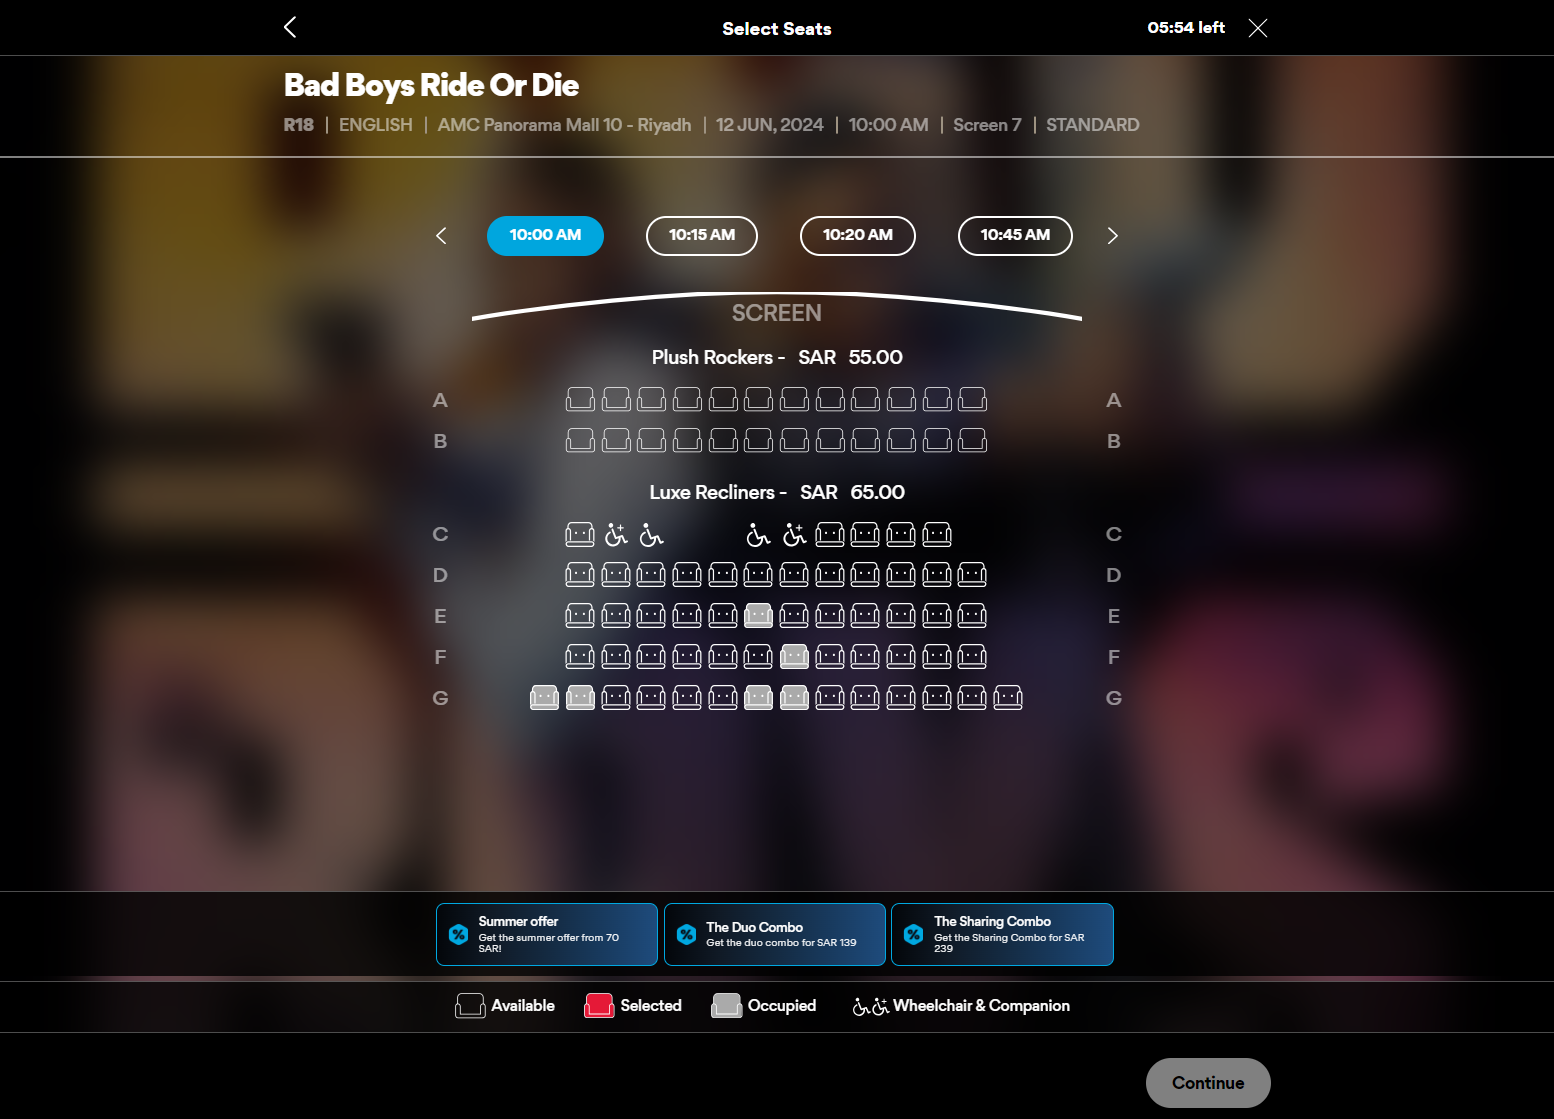 Select Seats
05:54 left
Bad Boys Ride Or Die
R18 | ENGLISH | AMC Panorama Mall 10 - Riyadh | 12 JUN, 2024 | 10:00 AM | Screen 7 | STANDARD
10:00 AM 10:15 AM 10:20 AM 10:45 AM
SCREEN
Plush Rockers - SAR 55.00
A A
B B
Luxe Recliners - SAR 65.00
C C
D D
E E
F F
G G
Summer offer
Get the summer offer from 70
SAR!
The Duo Combo
Get the duo combo for SAR 139
The Sharing Combo
Get the Sharing Combo for SAR
239
Available Selected Occupied Wheelchair & Companion
Continue